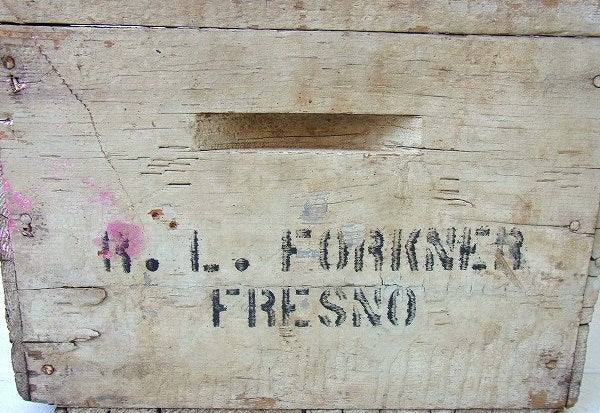 R. L. FORKNER
FRESNO